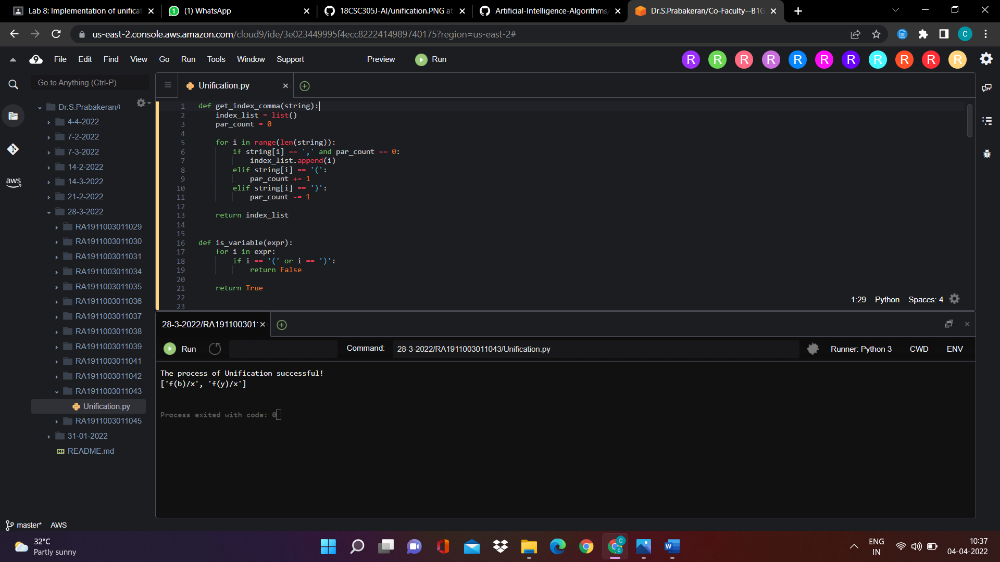 Lab 8: Implementation of unificat
(1) WhatsApp
18CSC305J-AI/unification.PNG at
Artificial-Intelligence-Algorithms/
Dr.S.Prabakeran/Co-Faculty--B1G
us-east-2.console.aws.amazon.com/cloud9/ide/3e023449995f4ecc8222414989740175?region=us-east-2#
C
9 File Edit Find View Go Run Tools Window Support Preview Run
R R R R R R R R R R R
Go to Anything (Ctrl-P)
Unification.py
Dr.S.Prabakeran/(
4-4-2022
7-2-2022
7-3-2022
14-2-2022
14-3-2022
21-2-2022
28-3-2022
RA1911003011029
RA1911003011030
RA1911003011031
RA1911003011034
RA1911003011035
RA1911003011036
RA1911003011037
RA1911003011038
RA1911003011039
RA1911003011041
RA1911003011042
RA1911003011043
Unification.py
RA1911003011045
31-01-2022
README.md
aws
1 def get_index_comma(string):
2 index_list = list()
3 par_count = 0
4
5 for i in range(len(string)):
6 if string[i] == ',' and par_count == 0:
7 index_list.append(i)
8 elif string[i] == '(':
9 par_count += 1
10 elif string[i] == ')':
11 par_count -= 1
12
13 return index_list
14
15
16 def is_variable(expr):
17 for i in expr:
18 if i == '(' or i == ')':
19 return False
20
21 return True
22
23
1:29 Python Spaces: 4
28-3-2022/RA1911003011
Run Command: 28-3-2022/RA1911003011043/Unification.py Runner: Python 3 CWD ENV
The process of Unification successful!
['f(b)/x', 'f(y)/x']
Process exited with code: 0
master* AWS
32°C
Partly sunny
ENG
IN
10:37
04-04-2022